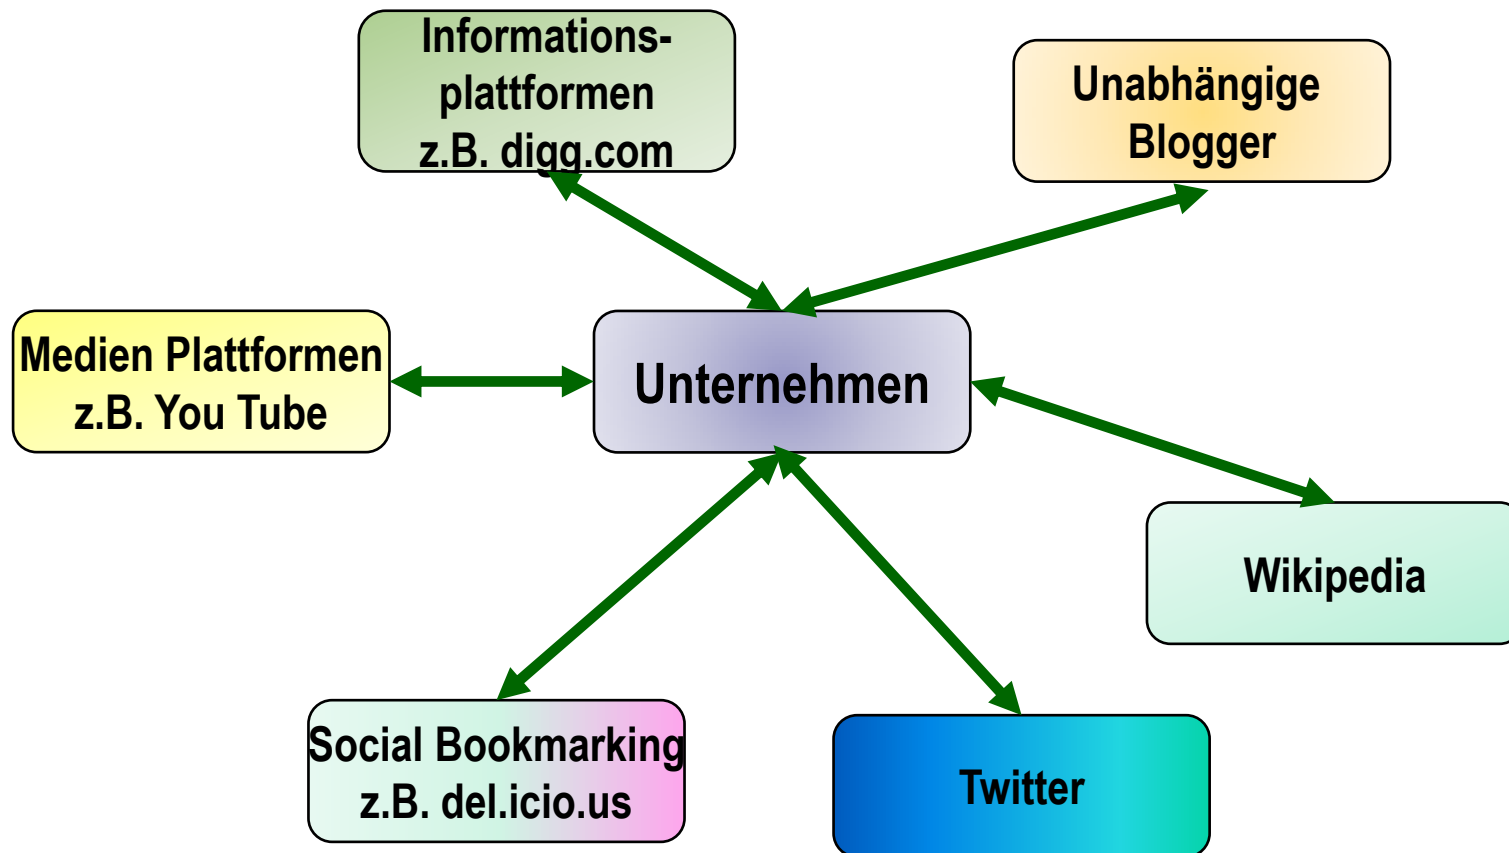 Informations-
plattformen
z.B. digg.com
Unabhängige
Blogger
Medien Plattformen
z.B. You Tube
Unternehmen
Wikipedia
Social Bookmarking
z.B. del.icio.us
Twitter